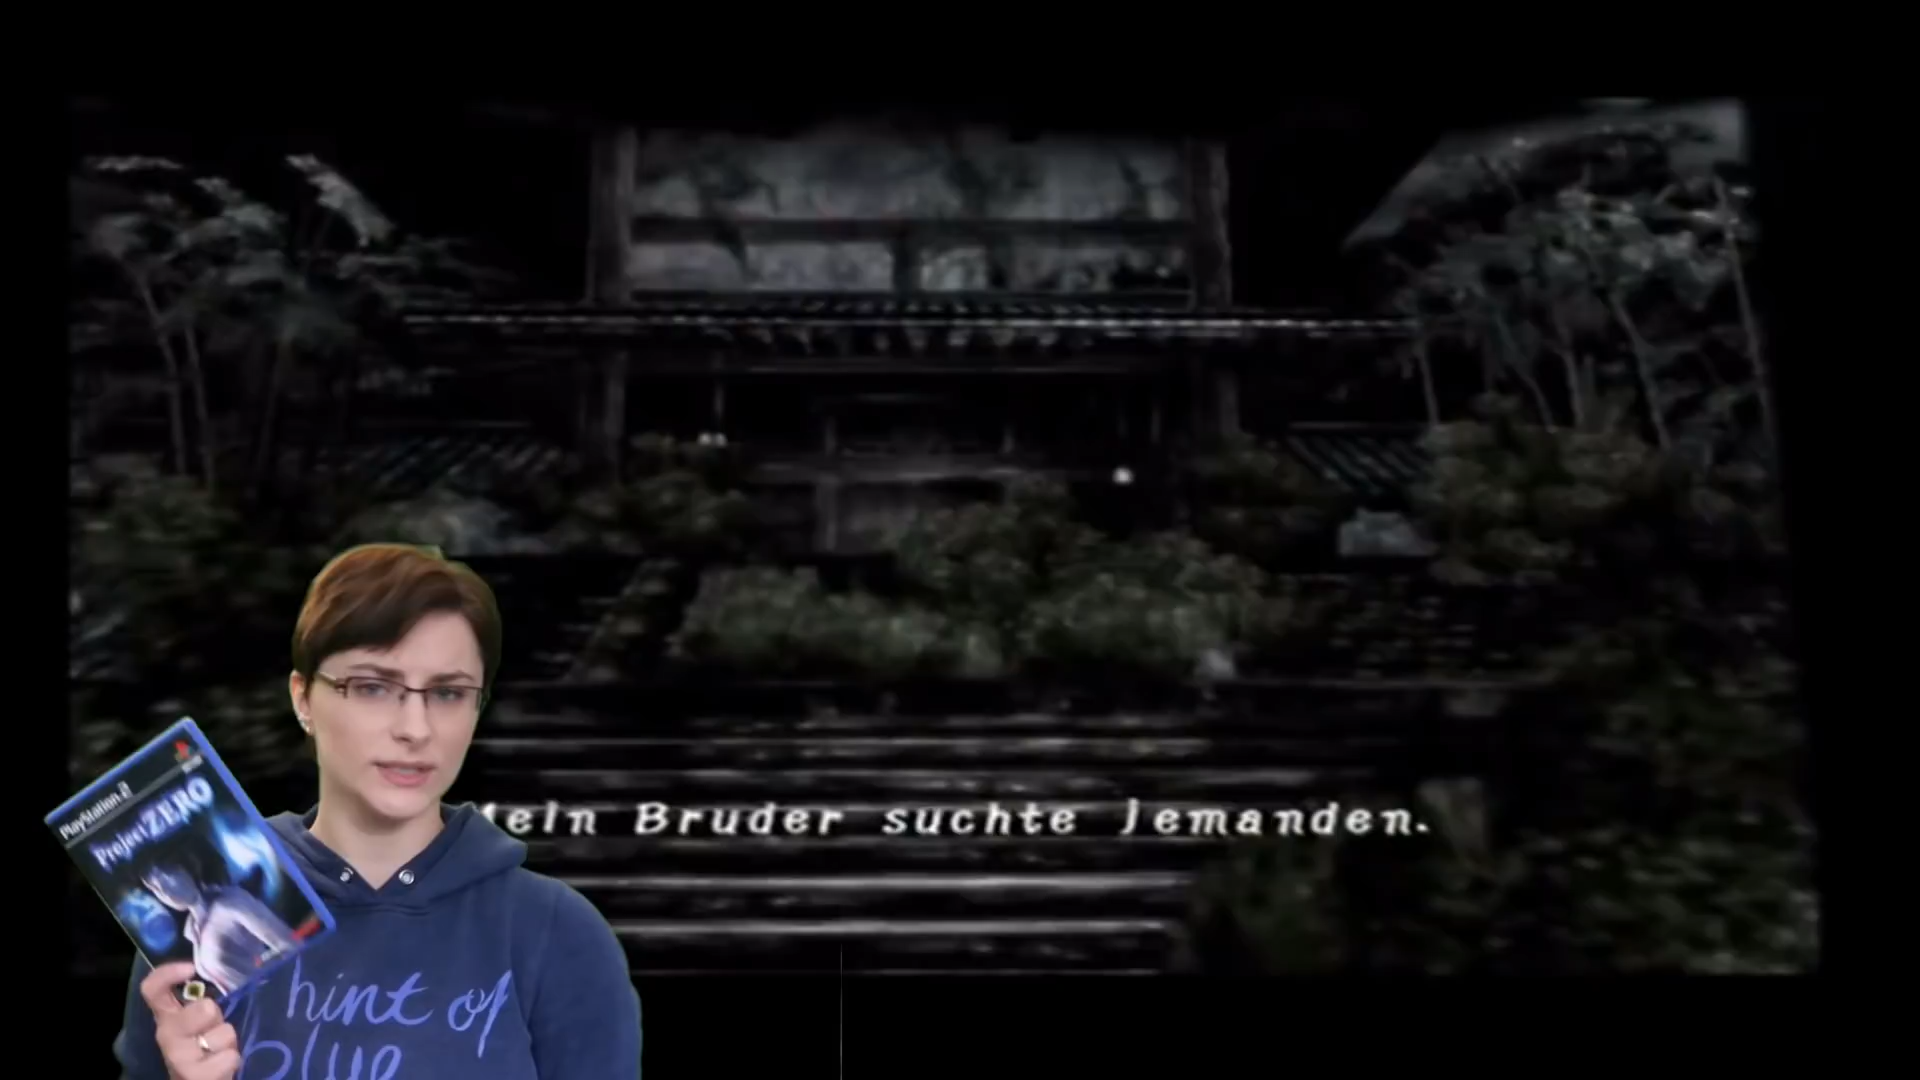 Mein Bruder suchte Jemanden.
PlayStation 2
Project ZERO
hint of
blue